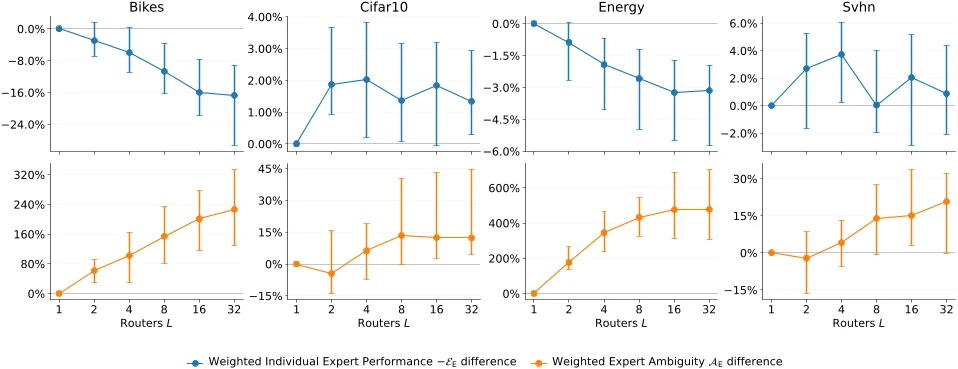 Bikes
Cifar10
Energy
Svhn
0.0%
−8.0%
−16.0%
−24.0%
4.00%
3.00%
2.00%
1.00%
0.00%
0.0%
−1.5%
−3.0%
−4.5%
−6.0%
6.0%
4.0%
2.0%
0.0%
−2.0%
320%
240%
160%
80%
0%
45%
30%
15%
0%
−15%
600%
400%
200%
0%
30%
15%
0%
−15%
1 2 4 8 16 32
1 2 4 8 16 32
1 2 4 8 16 32
1 2 4 8 16 32
Routers L
Routers L
Routers L
Routers L
Weighted Individual Expert Performance −ℰ_E difference
Weighted Expert Ambiguity 𝒜_E difference